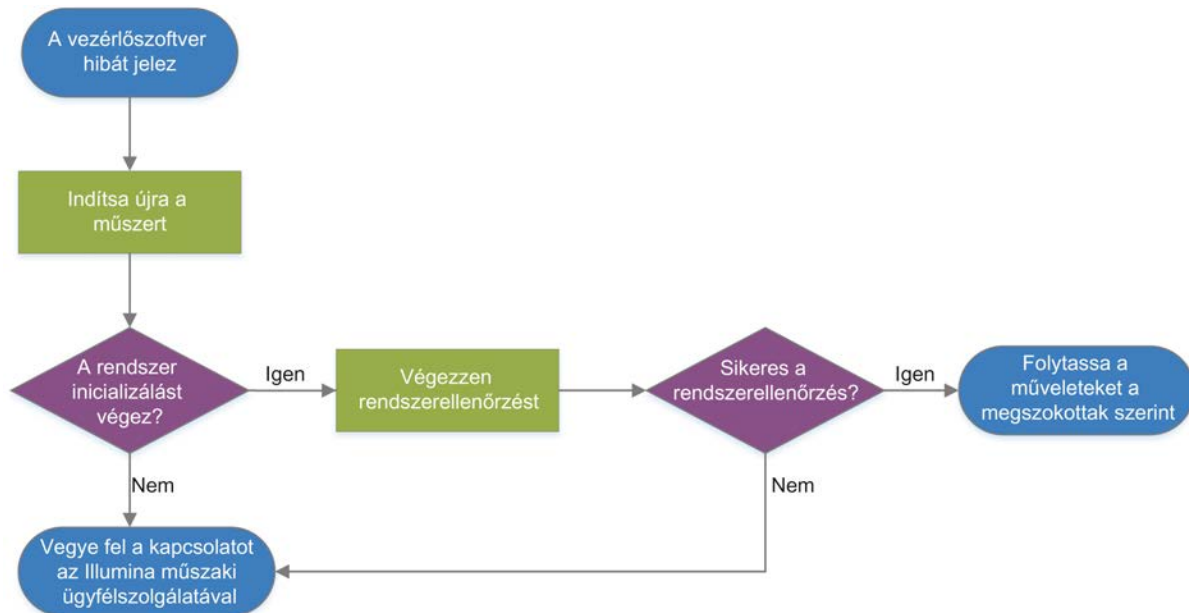 A vezérlőszoftver
hibát jelez
Indítsa újra a
műszert
A rendszer
inicializálást
végez?
Igen
Végezzen
rendszerellenőrzést
Sikeres a
rendszerellenőrzés?
Igen
Folytassa a
műveleteket a
megszokottak szerint
Nem
Nem
Vegye fel a kapcsolatot
az Illumina műszaki
ügyfélszolgálatával